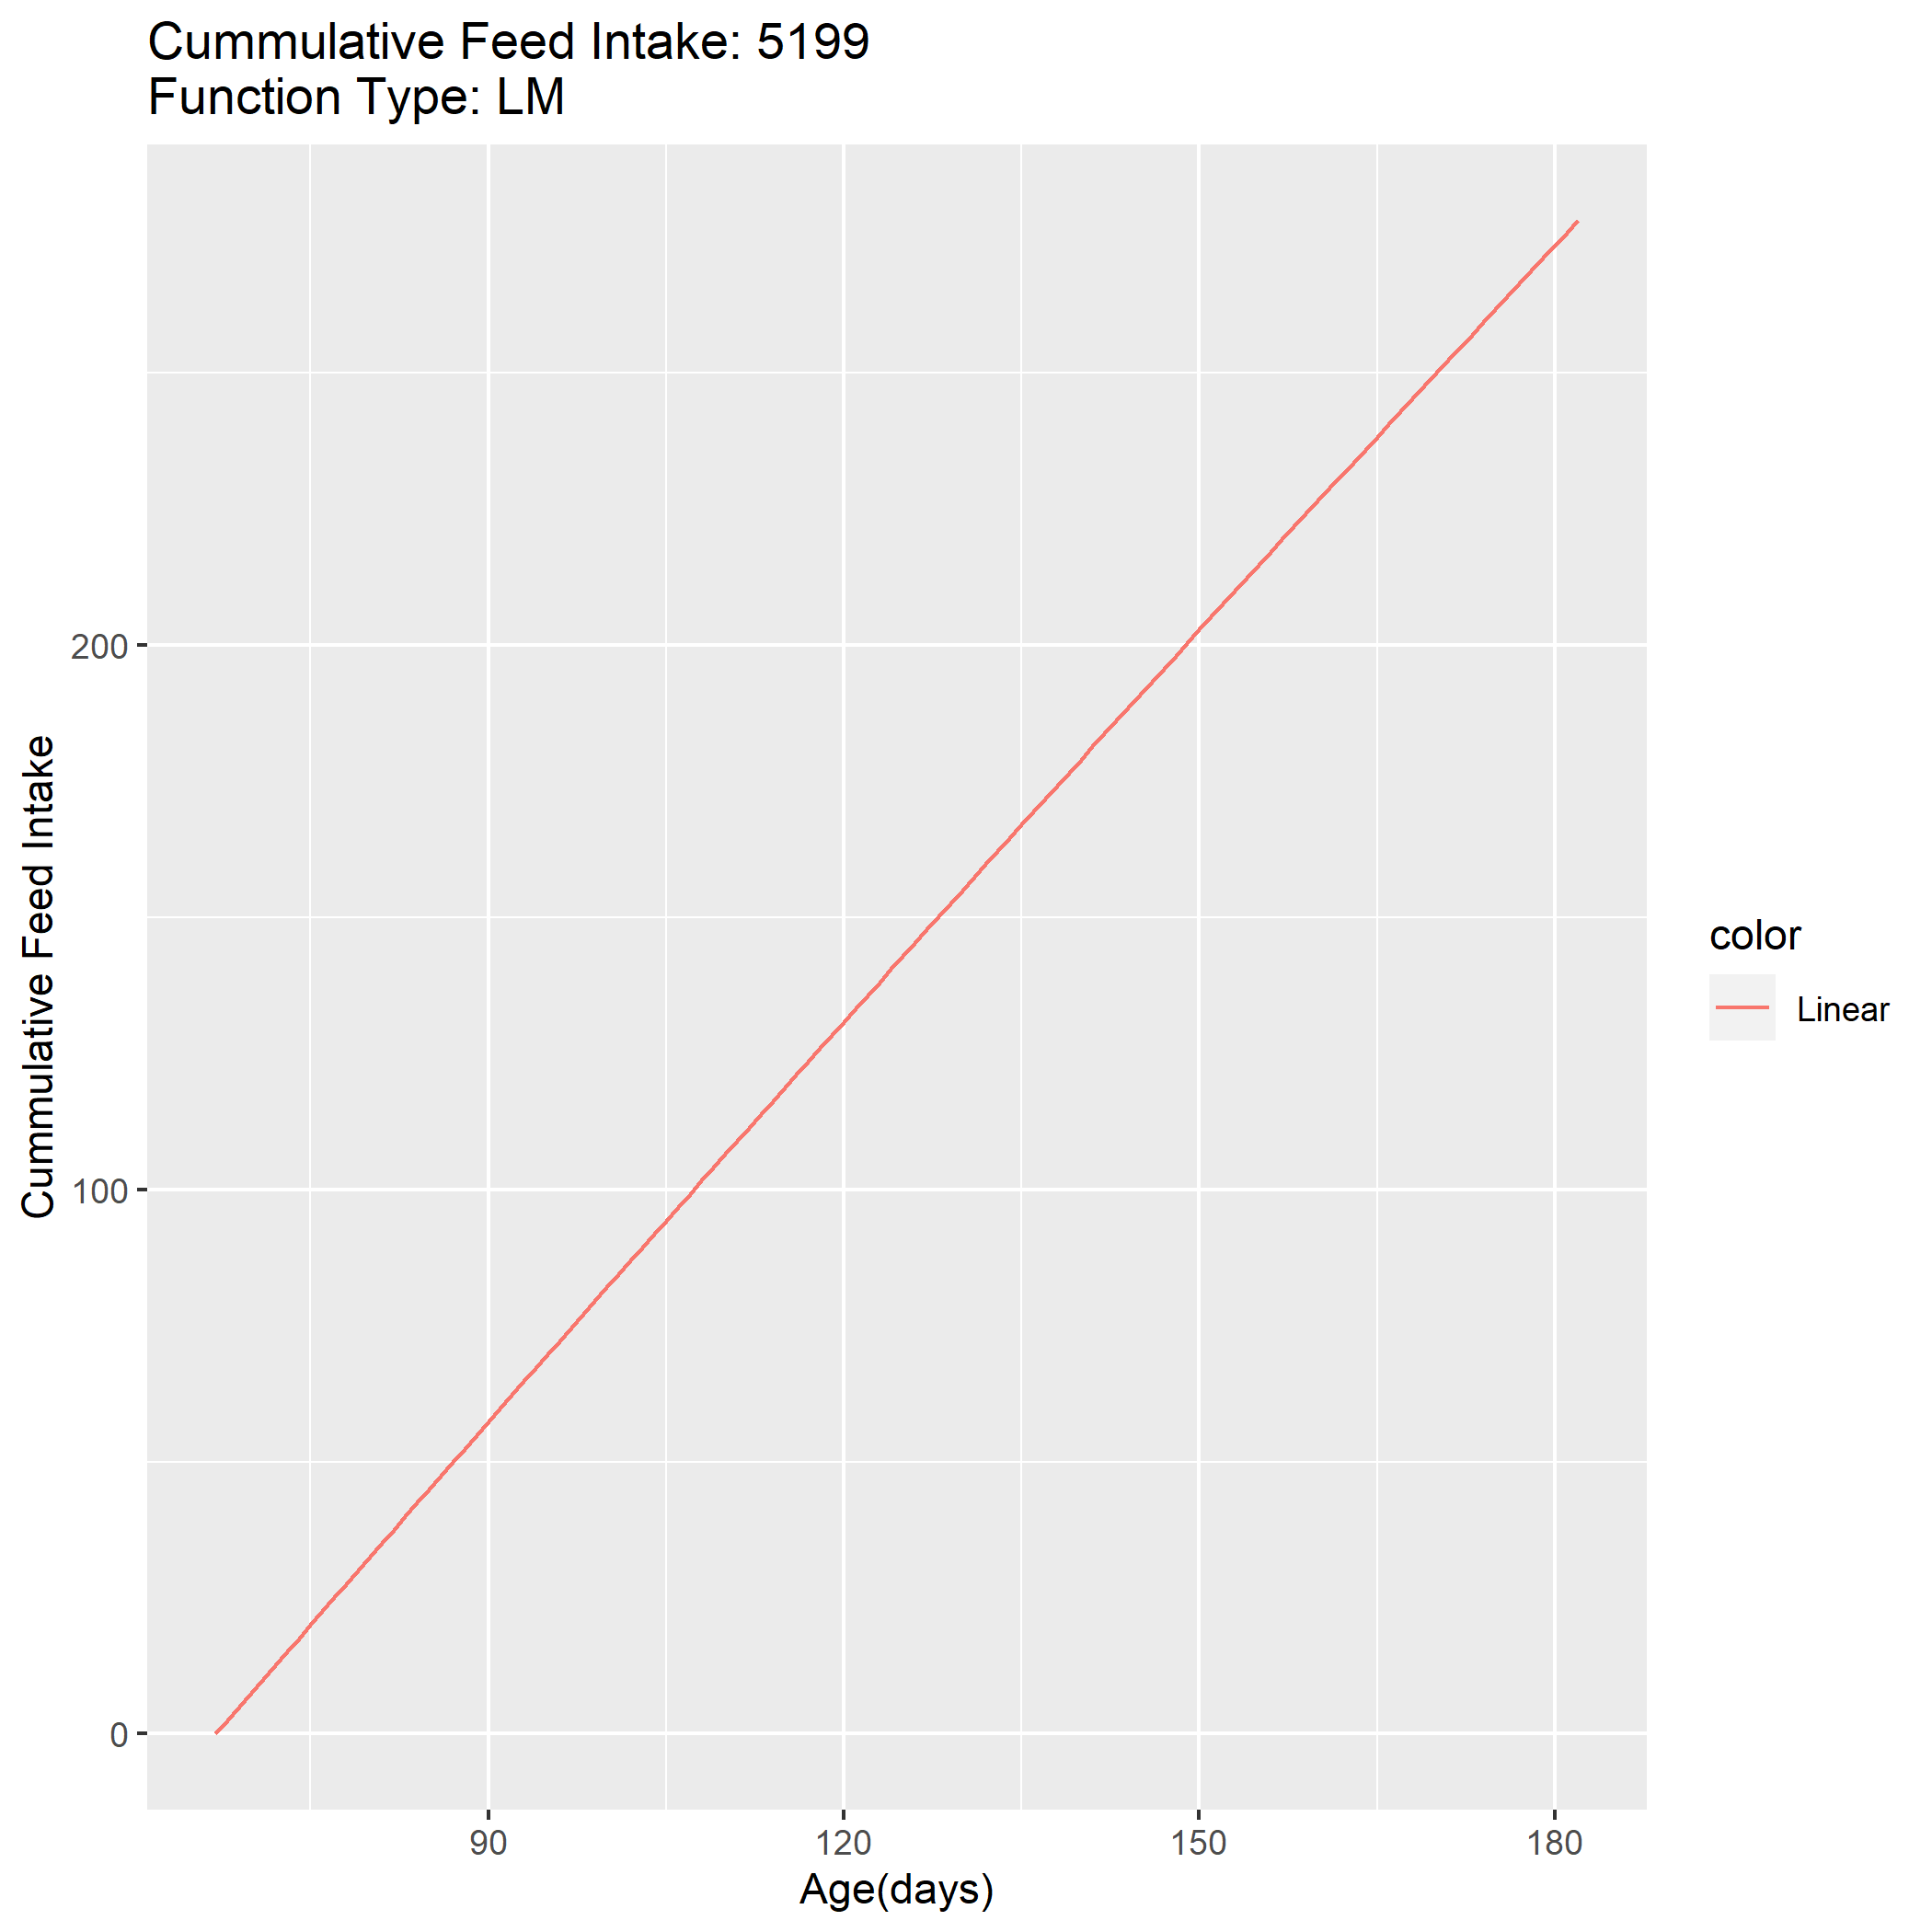 Cummulative Feed Intake: 5199
Function Type: LM
Cummulative Feed Intake
200
100
0
90
120
150
180
Age(days)
color
Linear